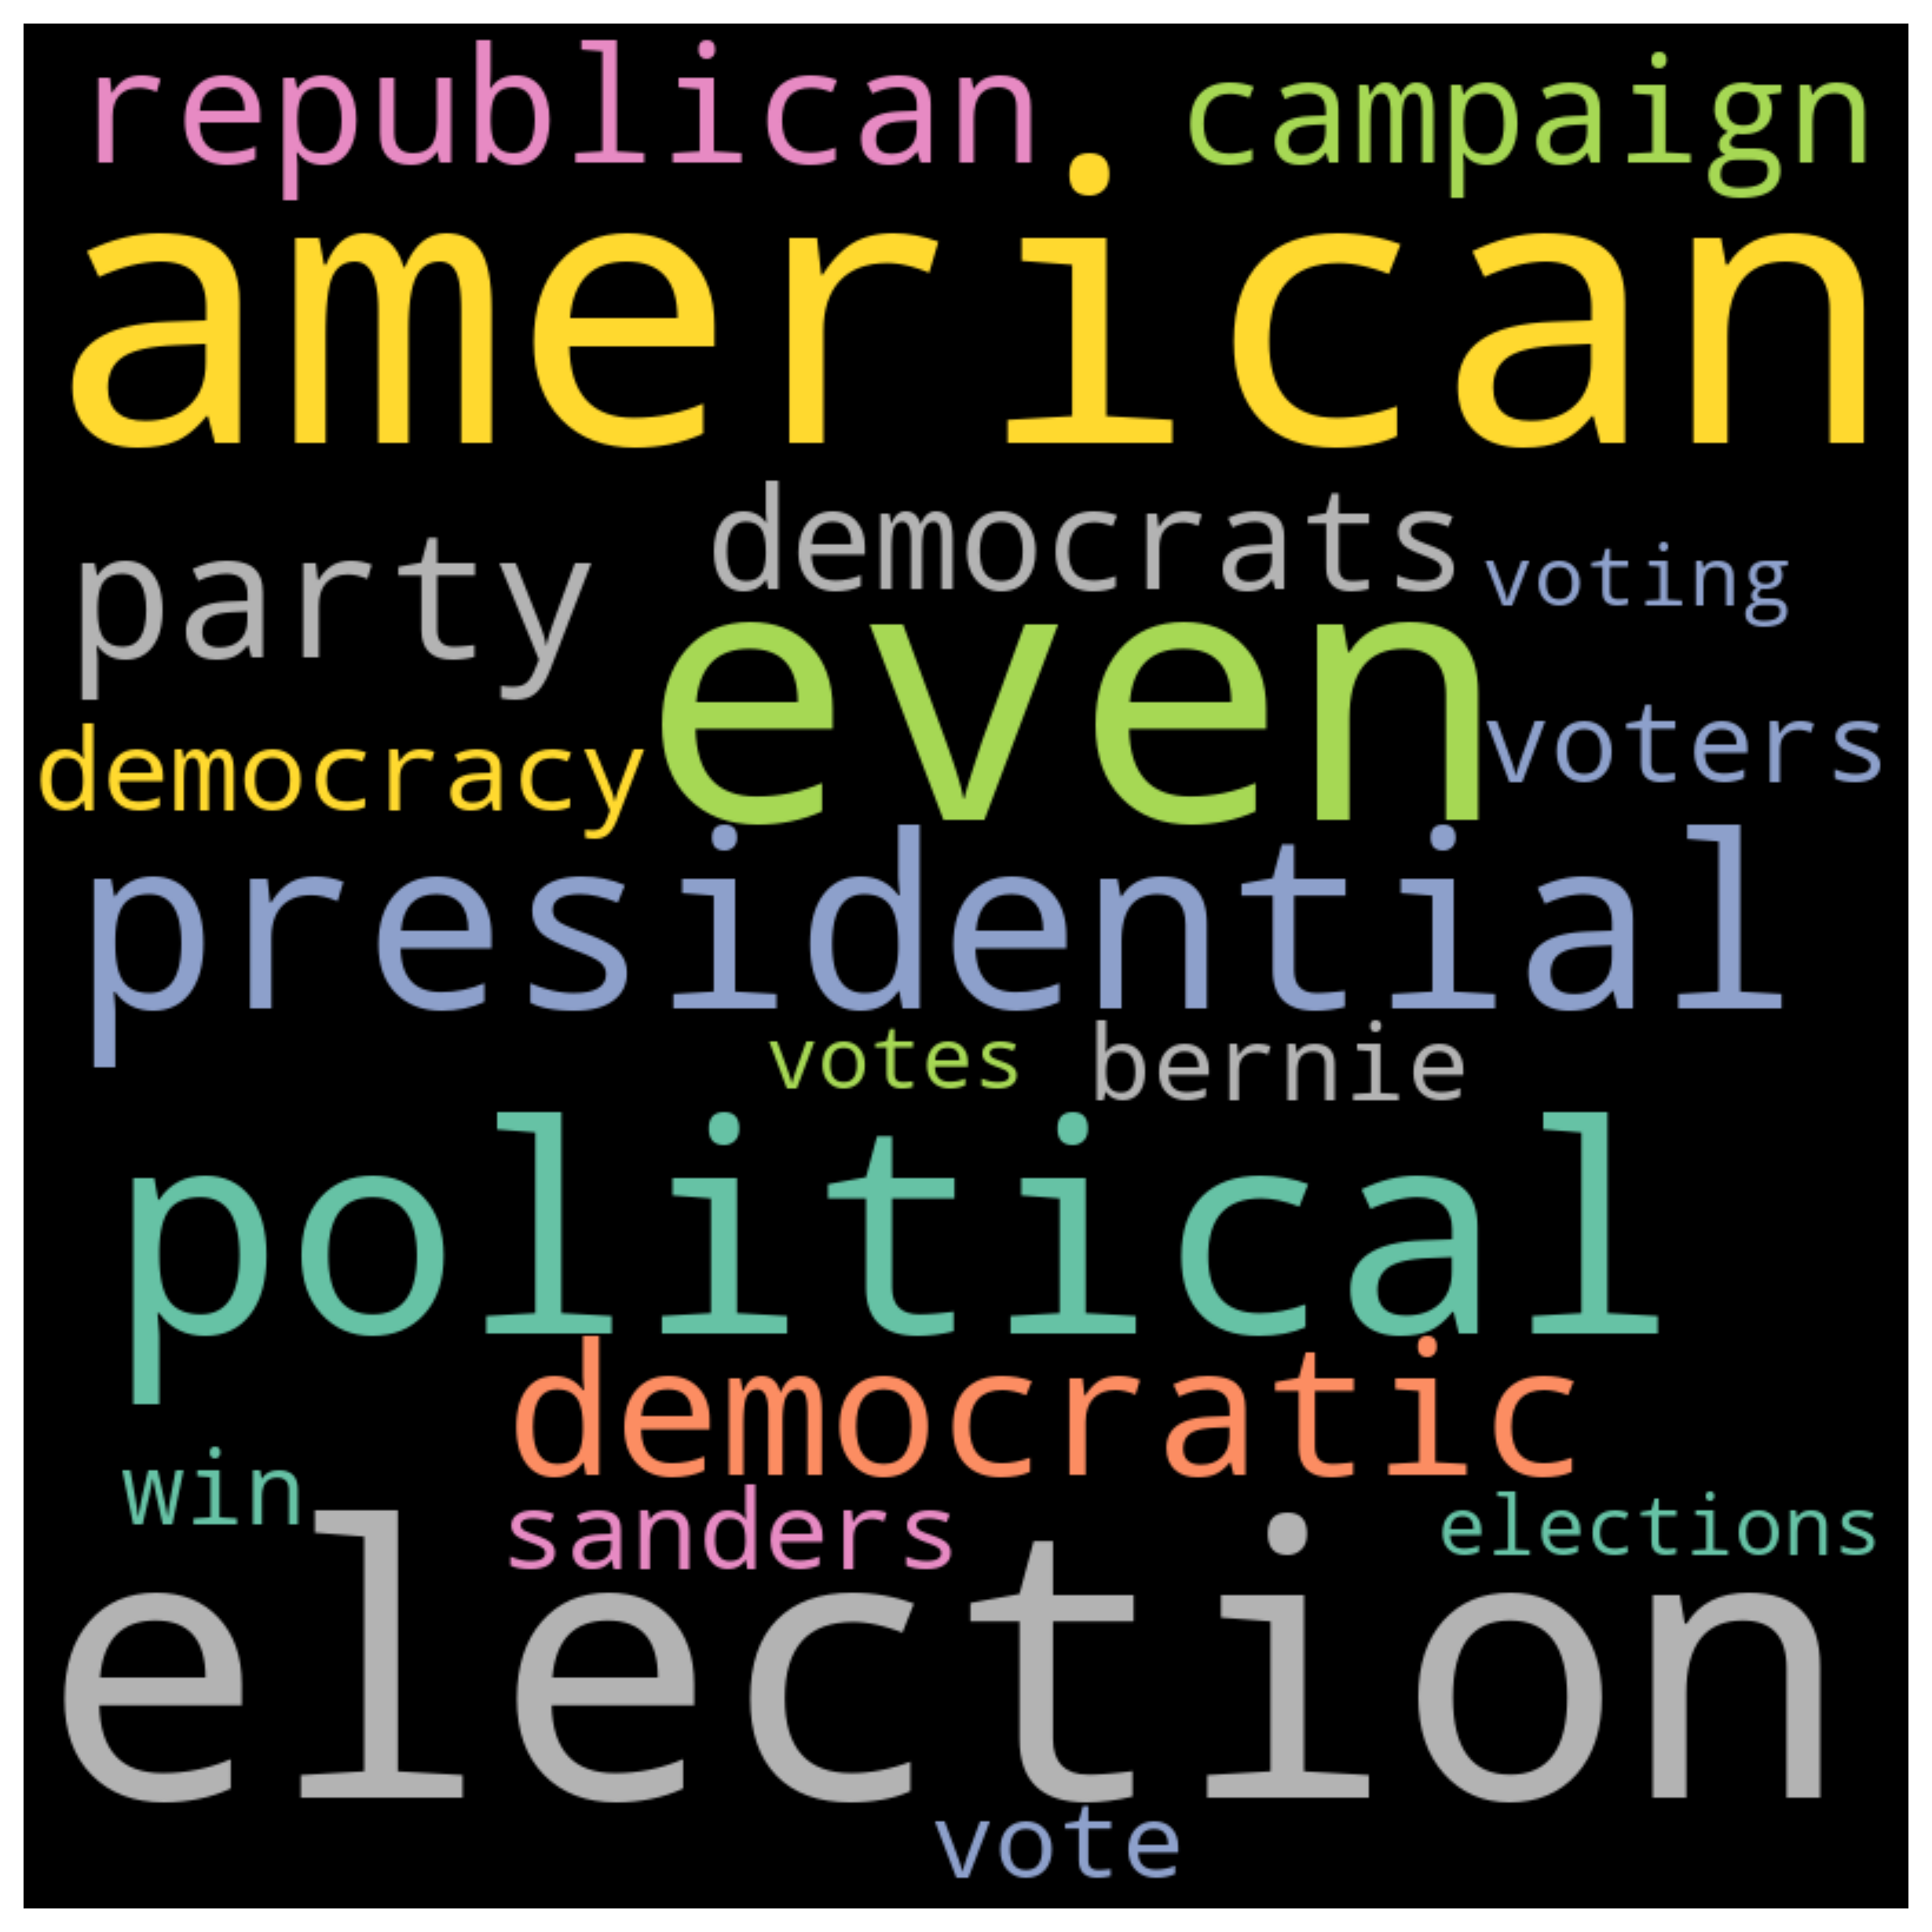 republican campaign
american
democrats
party voting
even
democracy voters
presidential
votes bernie
political
democratic
win
sanders elections
election
vote